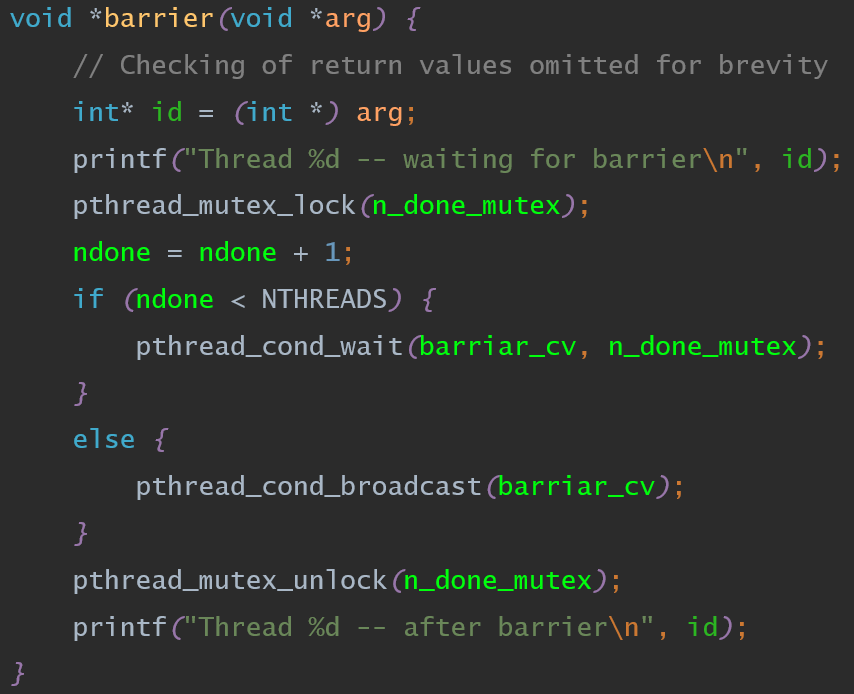 void *barrier(void *arg) {
    // Checking of return values omitted for brevity
    int* id = (int *) arg;
    printf("Thread %d -- waiting for barrier\n", id);
    pthread_mutex_lock(n_done_mutex);
    ndone = ndone + 1;
    if (ndone < NTHREADS) {
        pthread_cond_wait(barriar_cv, n_done_mutex);
    }
    else {
        pthread_cond_broadcast(barriar_cv);
    }
    pthread_mutex_unlock(n_done_mutex);
    printf("Thread %d -- after barrier\n", id);
}